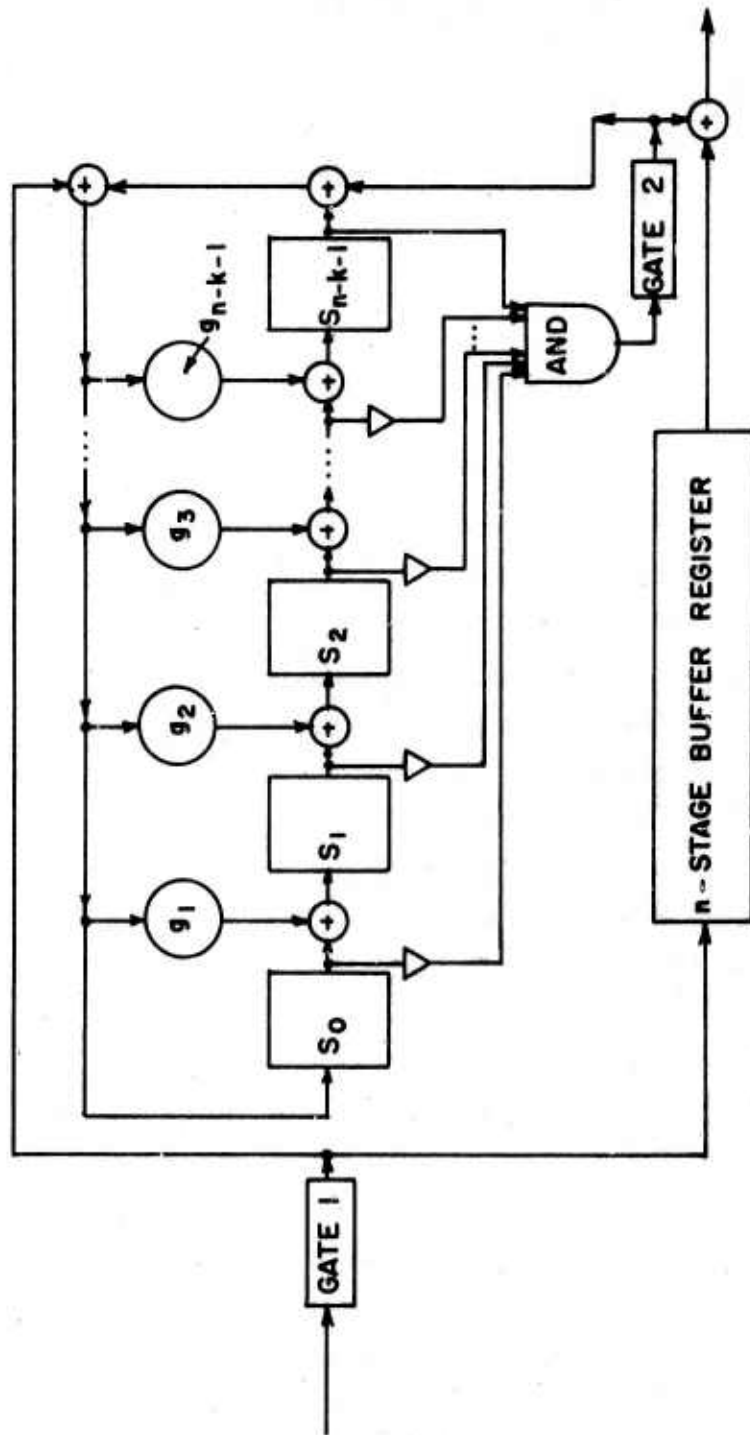 g₁
g₂
g₃
....
gₙ₋ₖ₋₁
+
+
S₀
+
S₁
+
S₂
+
....
+
Sₙ₋ₖ₋₁
+
GATE 1
...
AND
GATE 2
n-STAGE BUFFER REGISTER
+